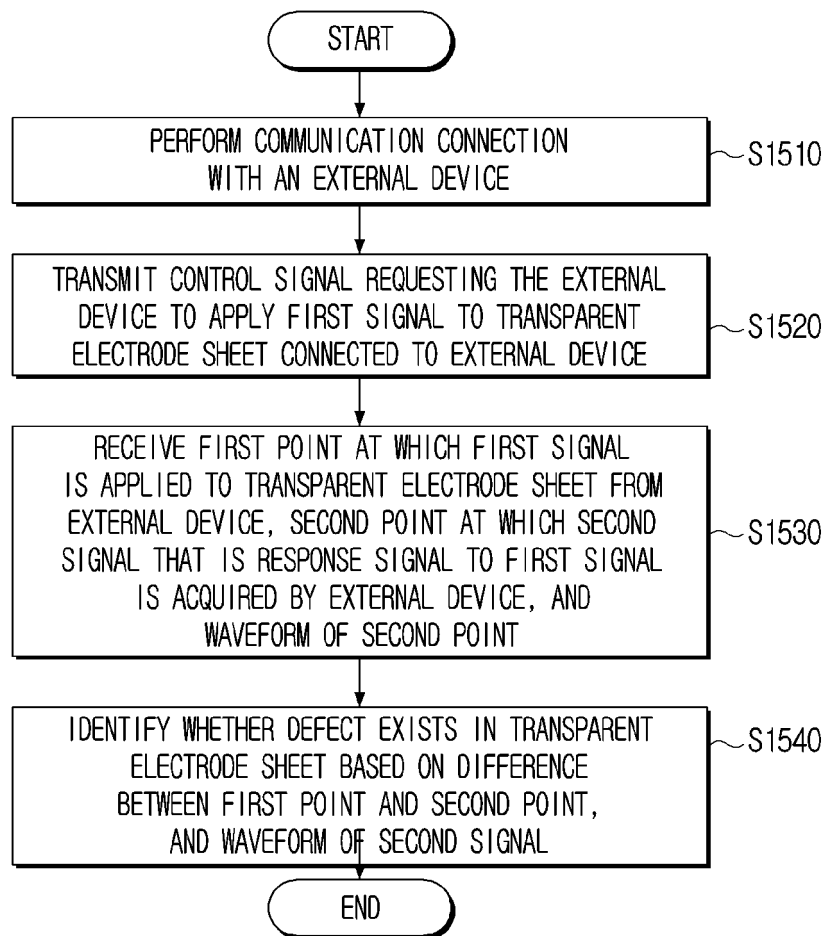 START
PERFORM COMMUNICATION CONNECTION
WITH AN EXTERNAL DEVICE
S1510
TRANSMIT CONTROL SIGNAL REQUESTING THE EXTERNAL
DEVICE TO APPLY FIRST SIGNAL TO TRANSPARENT
ELECTRODE SHEET CONNECTED TO EXTERNAL DEVICE
S1520
RECEIVE FIRST POINT AT WHICH FIRST SIGNAL
IS APPLIED TO TRANSPARENT ELECTRODE SHEET FROM
EXTERNAL DEVICE, SECOND POINT AT WHICH SECOND
SIGNAL THAT IS RESPONSE SIGNAL TO FIRST SIGNAL
IS ACQUIRED BY EXTERNAL DEVICE, AND
WAVEFORM OF SECOND POINT
S1530
IDENTIFY WHETHER DEFECT EXISTS IN TRANSPARENT
ELECTRODE SHEET BASED ON DIFFERENCE
BETWEEN FIRST POINT AND SECOND POINT,
AND WAVEFORM OF SECOND SIGNAL
S1540
END